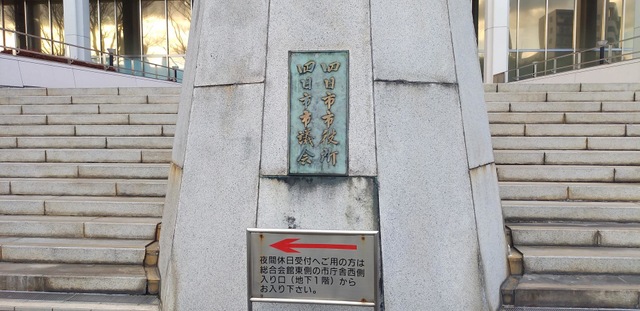 四日市市役所
四日市市議会
夜間休日受付へご用の方は
総合会館東側の市庁舎西側
入り口（地下１階）から
お入り下さい。